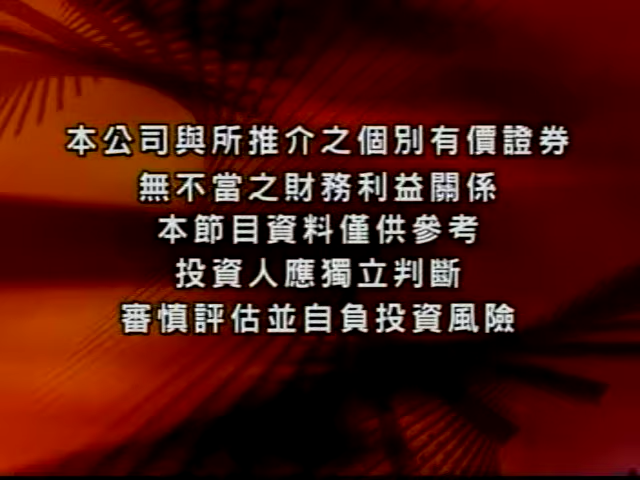 本公司與所推介之個別有價證券
無不當之財務利益關係
本節目資料僅供參考
投資人應獨立判斷
審慎評估並自負投資風險